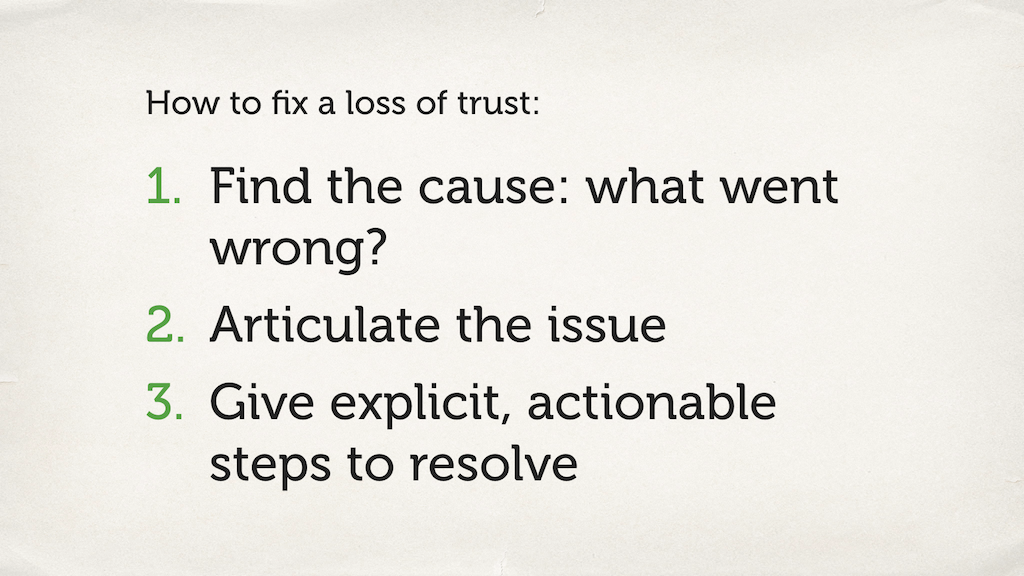 How to fix a loss of trust:
1. Find the cause: what went
wrong?
2. Articulate the issue
3. Give explicit, actionable
steps to resolve